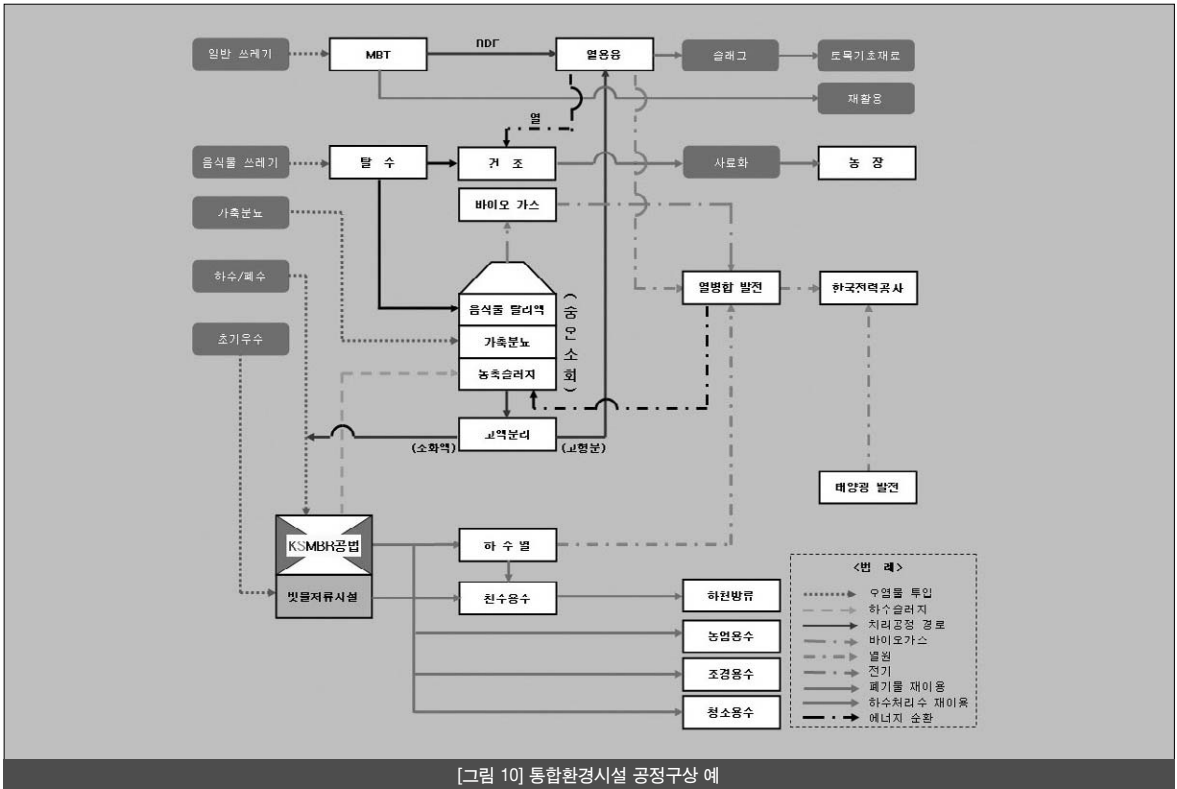 일반 쓰레기
MBT
열용융
슬래그
토목기초재료
재활용
열
음식물 쓰레기
탈 수
건 조
사료화
농 장
가축분뇨
바이오 가스
하수/폐수
열병합 발전
한국전력공사
음식물 탈리액
초기우수
가축분뇨
농축슬러지
고액분리
(소화액)
(고형분)
태양광 발전
KSMBR공법
하 수 열
빗물저류시설
친수용수
하천방류
농업용수
조경용수
청소용수
<범 례>
오염물 투입
하수슬러지
처리공정 경로
바이오가스
열원
전기
폐기물 재이용
하수처리수 재이용
에너지 순환
[그림 10] 통합환경시설 공정구상 예